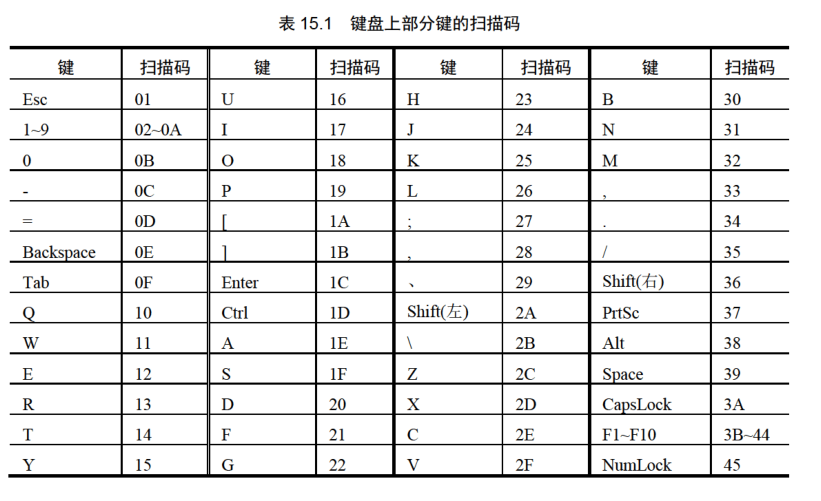 表 15.1 键盘上部分键的扫描码
键 扫描码 键 扫描码 键 扫描码 键 扫描码
Esc 01 U 16 H 23 B 30
1~9 02~0A I 17 J 24 N 31
0 0B O 18 K 25 M 32
- 0C P 19 L 26 , 33
= 0D [ 1A ; 27 . 34
Backspace 0E ] 1B , 28 / 35
Tab 0F Enter 1C 、 29 Shift(右) 36
Q 10 Ctrl 1D Shift(左) 2A PrtSc 37
W 11 A 1E \ 2B Alt 38
E 12 S 1F Z 2C Space 39
R 13 D 20 X 2D CapsLock 3A
T 14 F 21 C 2E F1~F10 3B~44
Y 15 G 22 V 2F NumLock 45